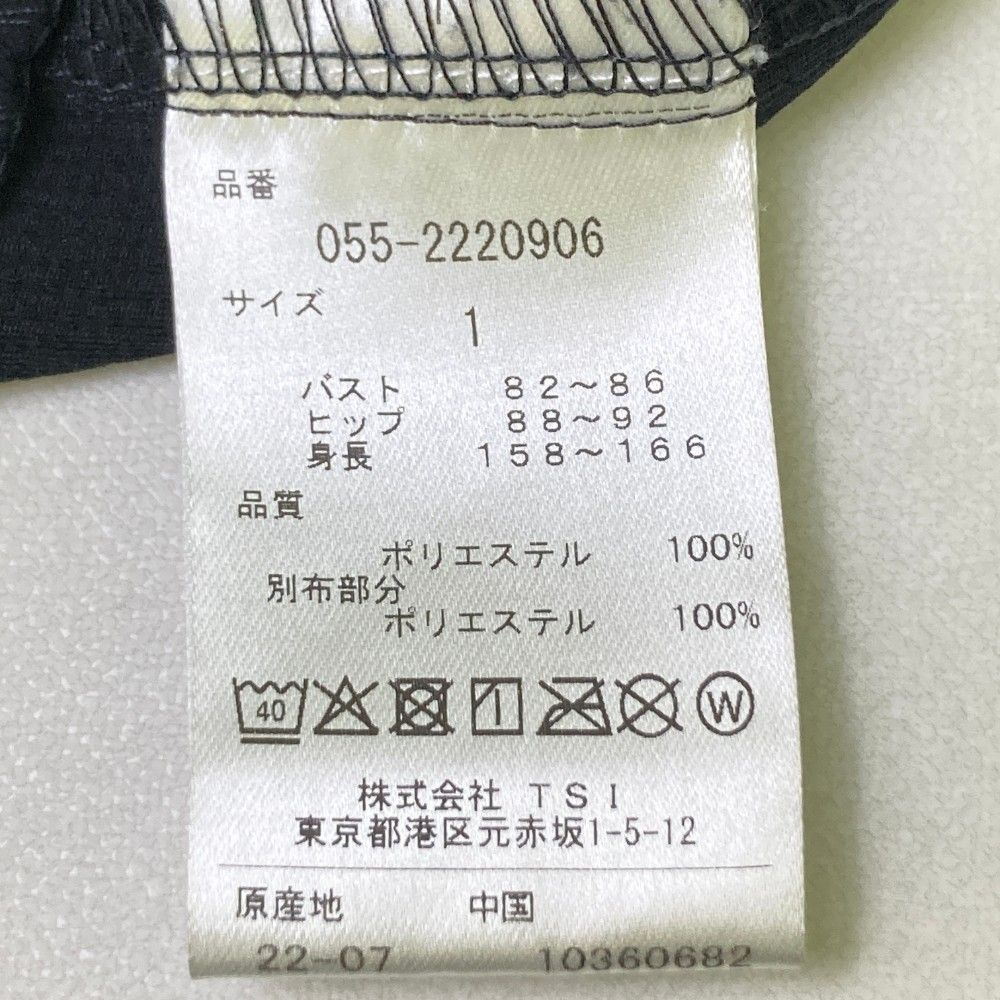 品番
055-2220906
サイズ
1
バスト 82～86
ヒップ 88～92
身長 158～166
品質
ポリエステル 100%
別布部分
ポリエステル 100%
40 1 W
株式会社 TSI
東京都港区元赤坂1-5-12
原産地 中国
22-07 10360682